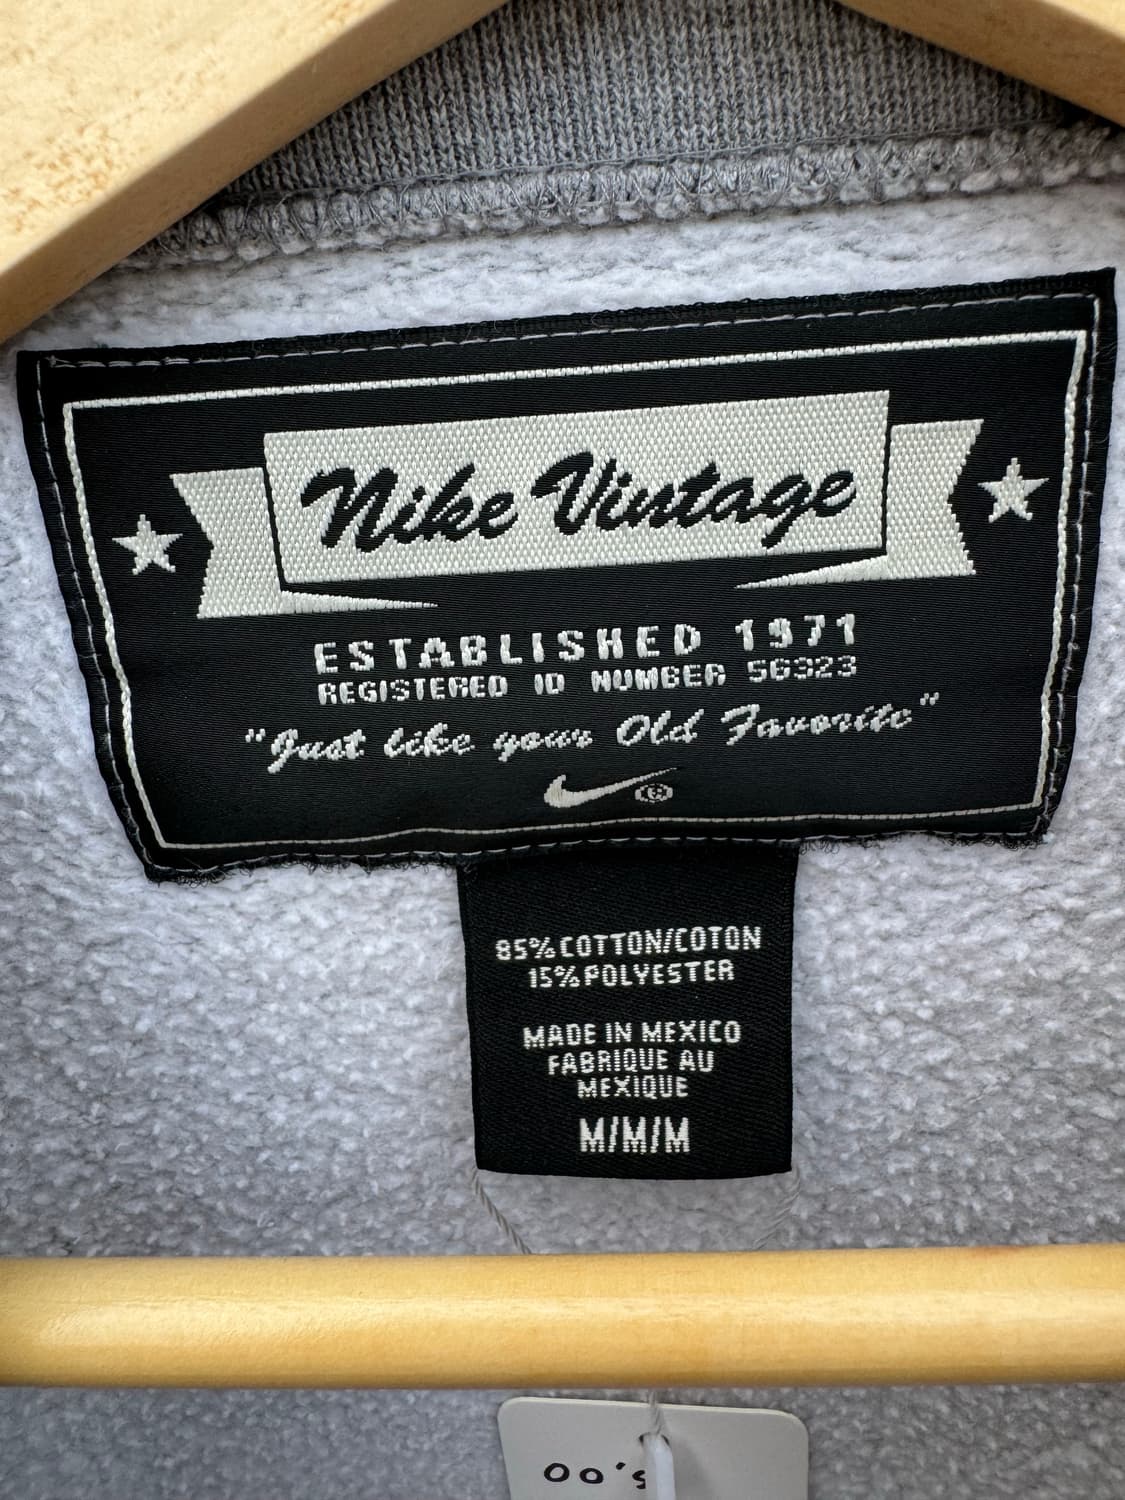 Nike Vintage
ESTABLISHED 1971
REGISTERED ID NUMBER 56323
"Just like your Old Favorite"
®
85% COTTON/COTON
15% POLYESTER
MADE IN MEXICO
FABRIQUE AU
MEXIQUE
M/M/M
00's